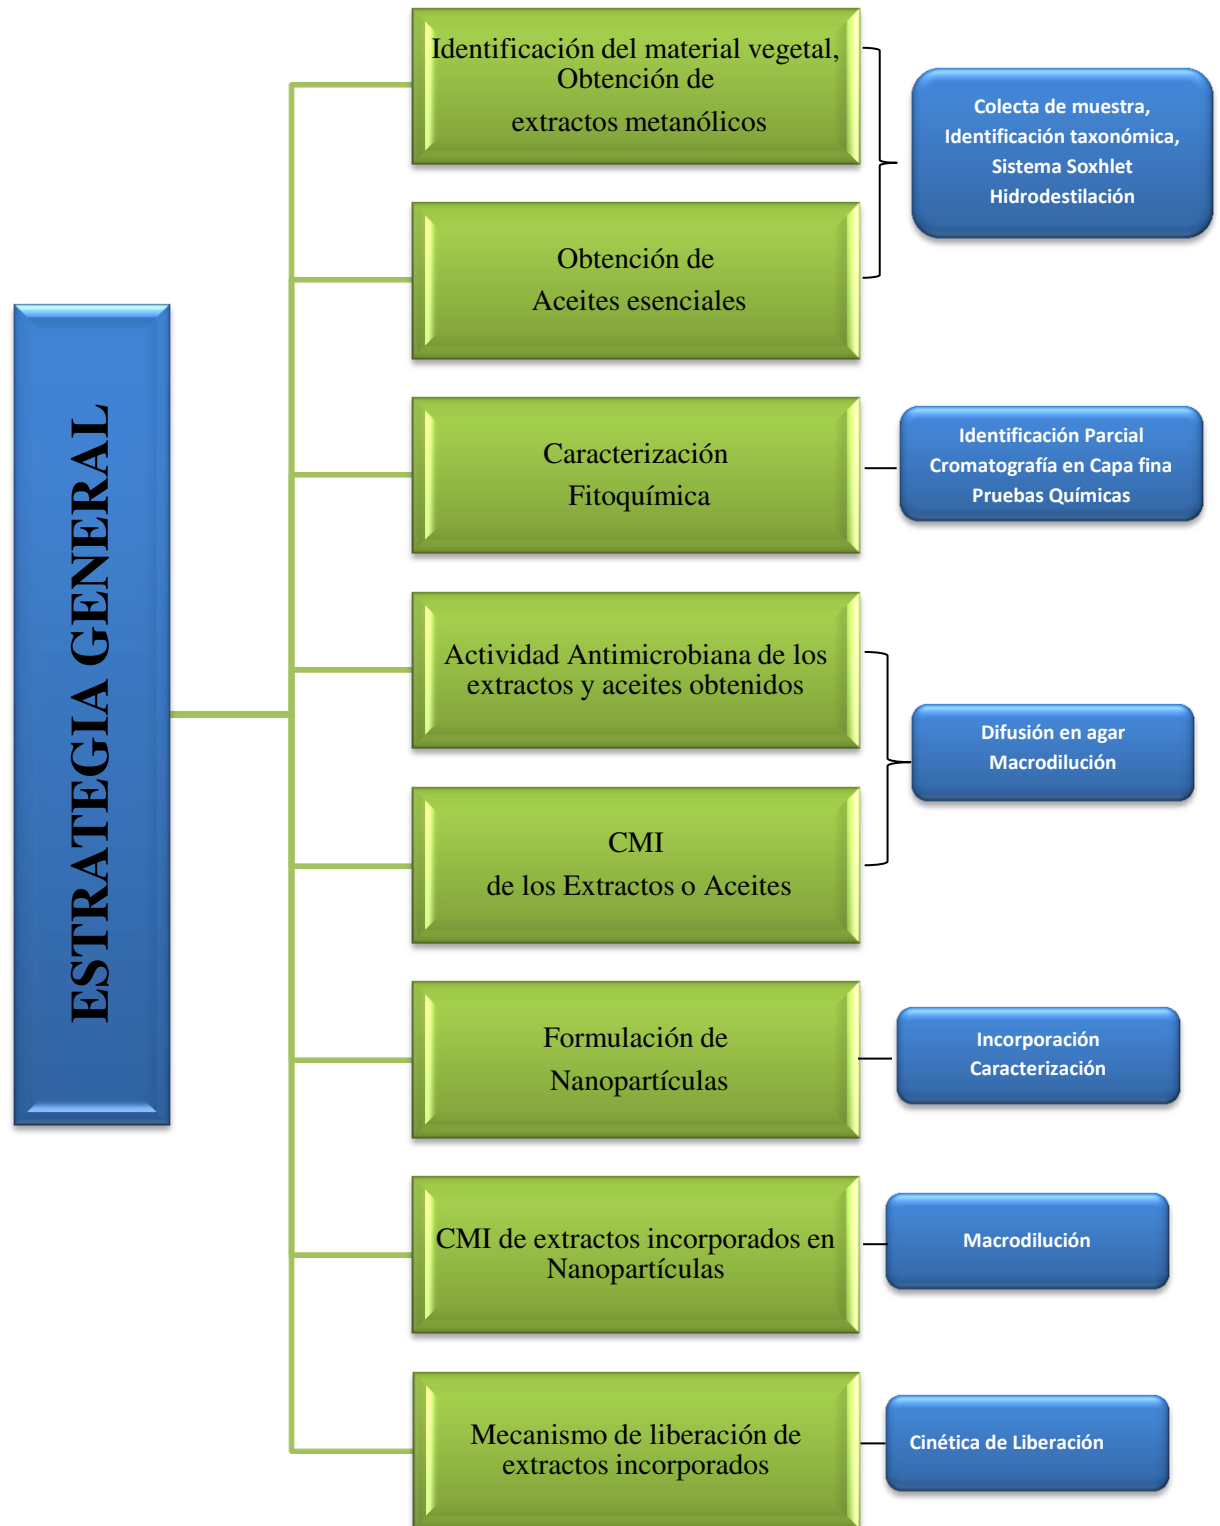 ESTRATEGIA GENERAL
Identificación del material vegetal,
Obtención de
extractos metanólicos
Colecta de muestra,
Identificación taxonómica,
Sistema Soxhlet
Hidrodestilación
Obtención de
Aceites esenciales
Caracterización
Fitoquímica
Identificación Parcial
Cromatografía en Capa fina
Pruebas Químicas
Actividad Antimicrobiana de los
extractos y aceites obtenidos
Difusión en agar
Macrodilución
CMI
de los Extractos o Aceites
Formulación de
Nanopartículas
Incorporación
Caracterización
CMI de extractos incorporados en
Nanopartículas
Macrodilución
Mecanismo de liberación de
extractos incorporados
Cinética de Liberación